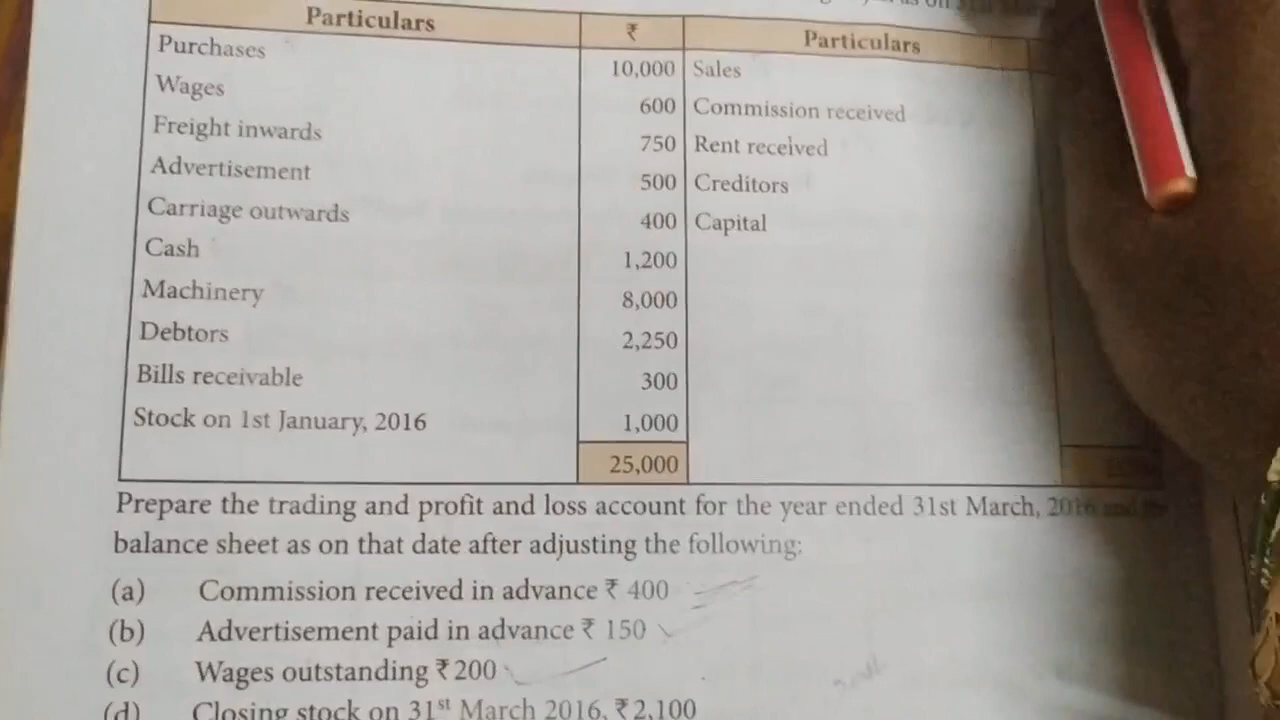 Particulars ₹ Particulars
Purchases 10,000 Sales
Wages 600 Commission received
Freight inwards 750 Rent received
Advertisement 500 Creditors
Carriage outwards 400 Capital
Cash 1,200
Machinery 8,000
Debtors 2,250
Bills receivable 300
Stock on 1st January, 2016 1,000
25,000
Prepare the trading and profit and loss account for the year ended 31st March, 2016 and
balance sheet as on that date after adjusting the following:
(a) Commission received in advance ₹ 400
(b) Advertisement paid in advance ₹ 150
(c) Wages outstanding ₹ 200
(d) Closing stock on 31st March 2016, ₹ 2,100